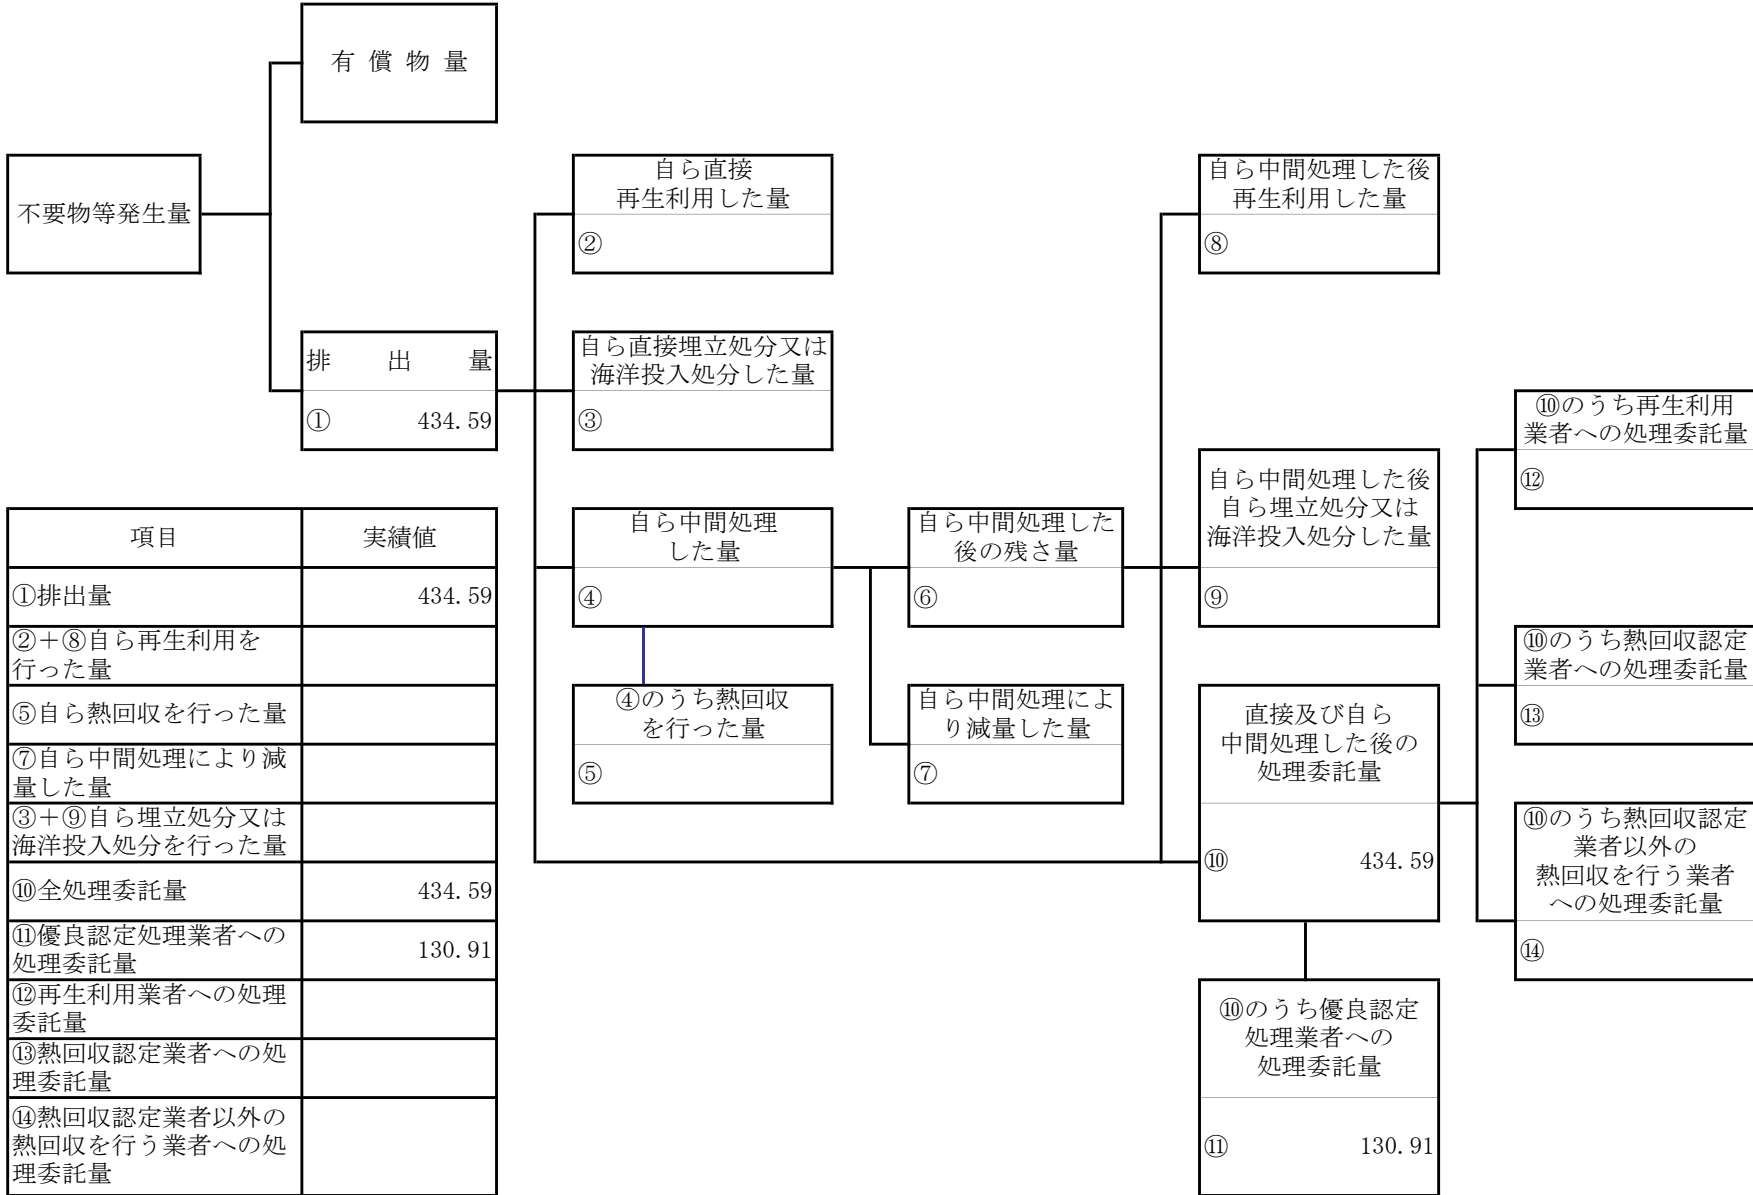 有償物量
不要物等発生量
自ら直接
再生利用した量
②
自ら中間処理した後
再生利用した量
⑧
排出量
① 434.59
自ら直接埋立処分又は
海洋投入処分した量
③
⑩のうち再生利用
業者への処理委託量
⑫
自ら中間処理した後
自ら埋立処分又は
海洋投入処分した量
⑨
自ら中間処理
した量
④
自ら中間処理した
後の残さ量
⑥
⑩のうち熱回収認定
業者への処理委託量
⑬
④のうち熱回収
を行った量
⑤
自ら中間処理によ
り減量した量
⑦
直接及び自ら
中間処理した後の
処理委託量
⑩ 434.59
⑩のうち熱回収認定
業者以外の
熱回収を行う業者
への処理委託量
⑭
⑩のうち優良認定
処理業者への
処理委託量
⑪ 130.91
項目 実績値
①排出量 434.59
②＋⑧自ら再生利用を
行った量
⑤自ら熱回収を行った量
⑦自ら中間処理により減
量した量
③＋⑨自ら埋立処分又は
海洋投入処分を行った量
⑩全処理委託量 434.59
⑪優良認定処理業者への
処理委託量 130.91
⑫再生利用業者への処理
委託量
⑬熱回収認定業者への処
理委託量
⑭熱回収認定業者以外の
熱回収を行う業者への処
理委託量